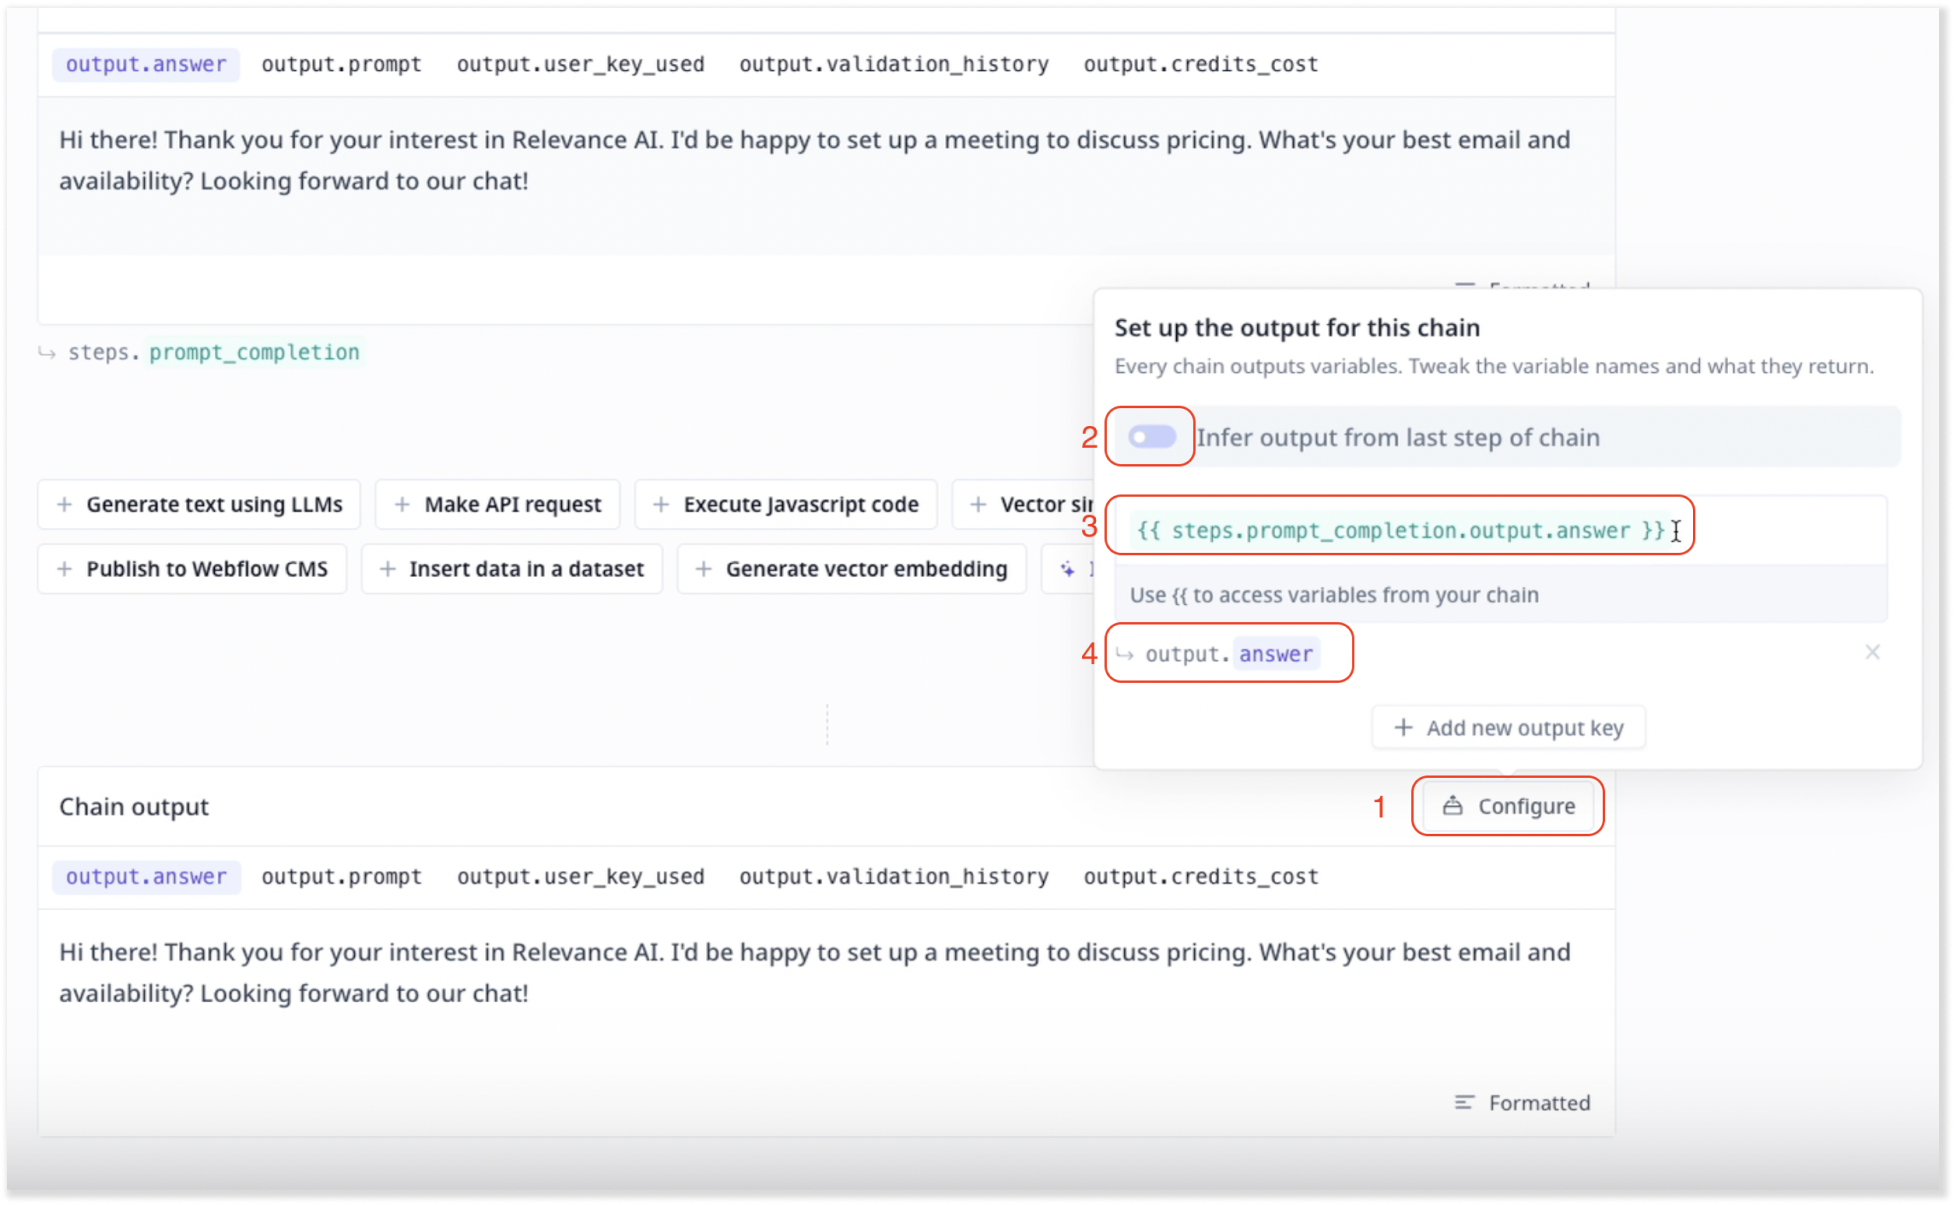 output.answer output.prompt output.user_key_used output.validation_history output.credits_cost
Hi there! Thank you for your interest in Relevance AI. I'd be happy to set up a meeting to discuss pricing. What's your best email and
availability? Looking forward to our chat!
Formatted
steps. prompt_completion
Set up the output for this chain
Every chain outputs variables. Tweak the variable names and what they return.
2 Infer output from last step of chain
+ Generate text using LLMs + Make API request + Execute Javascript code + Vector
3 {{ steps.prompt_completion.output.answer }}
+ Publish to Webflow CMS + Insert data in a dataset + Generate vector embedding
Use {{ to access variables from your chain
4 output. answer
+ Add new output key
Chain output
1 Configure
output.answer output.prompt output.user_key_used output.validation_history output.credits_cost
Hi there! Thank you for your interest in Relevance AI. I'd be happy to set up a meeting to discuss pricing. What's your best email and
availability? Looking forward to our chat!
Formatted